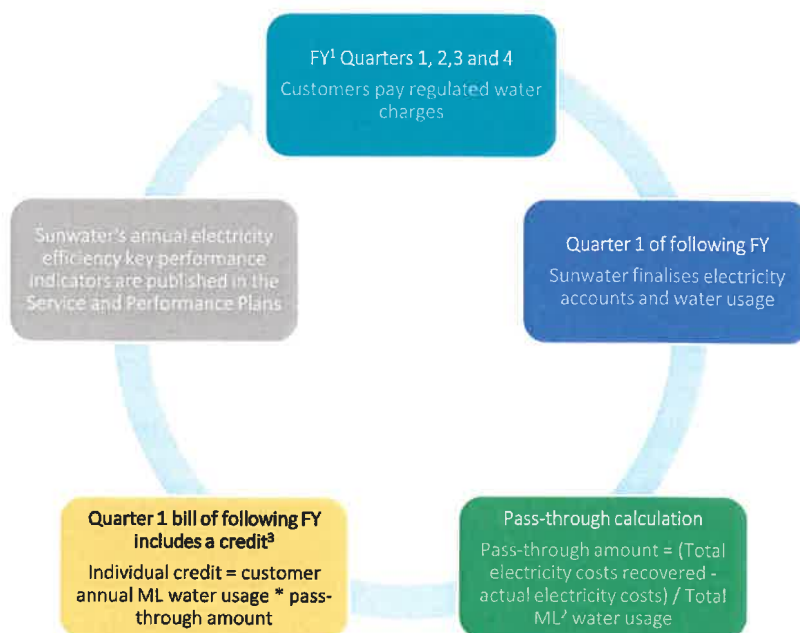 FY¹ Quarters 1, 2,3 and 4
Customers pay regulated water
charges
Quarter 1 of following FY
Sunwater finalises electricity
accounts and water usage
Pass-through calculation
Pass-through amount = (Total
electricity costs recovered -
actual electricity costs) / Total
ML² water usage
Quarter 1 bill of following FY
includes a credit³
Individual credit = customer
annual ML water usage * pass-
through amount
Sunwater's annual electricity
efficiency key performance
indicators are published in the
Service and Performance Plans